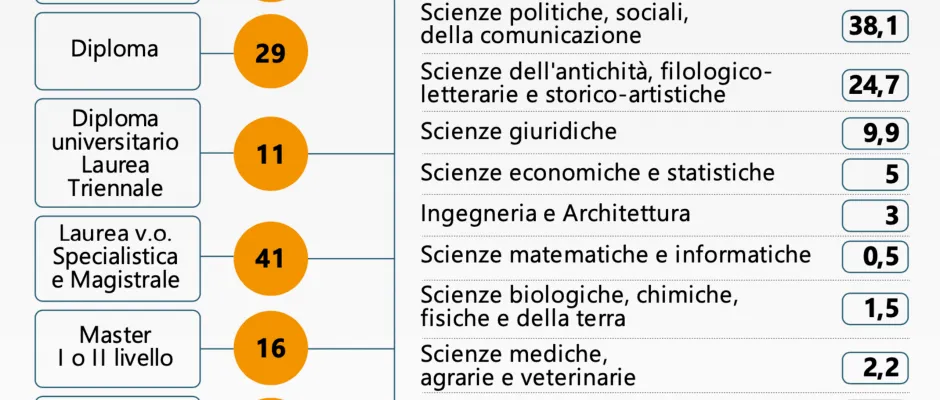 Diploma
29
Diploma
universitario
Laurea
Triennale
11
Laurea v.o.
Specialistica
e Magistrale
41
Master
I o II livello
16
Scienze politiche, sociali,
della comunicazione
38,1
Scienze dell'antichità, filologico-
letterarie e storico-artistiche
24,7
Scienze giuridiche
9,9
Scienze economiche e statistiche
5
Ingegneria e Architettura
3
Scienze matematiche e informatiche
0,5
Scienze biologiche, chimiche,
fisiche e della terra
1,5
Scienze mediche,
agrarie e veterinarie
2,2